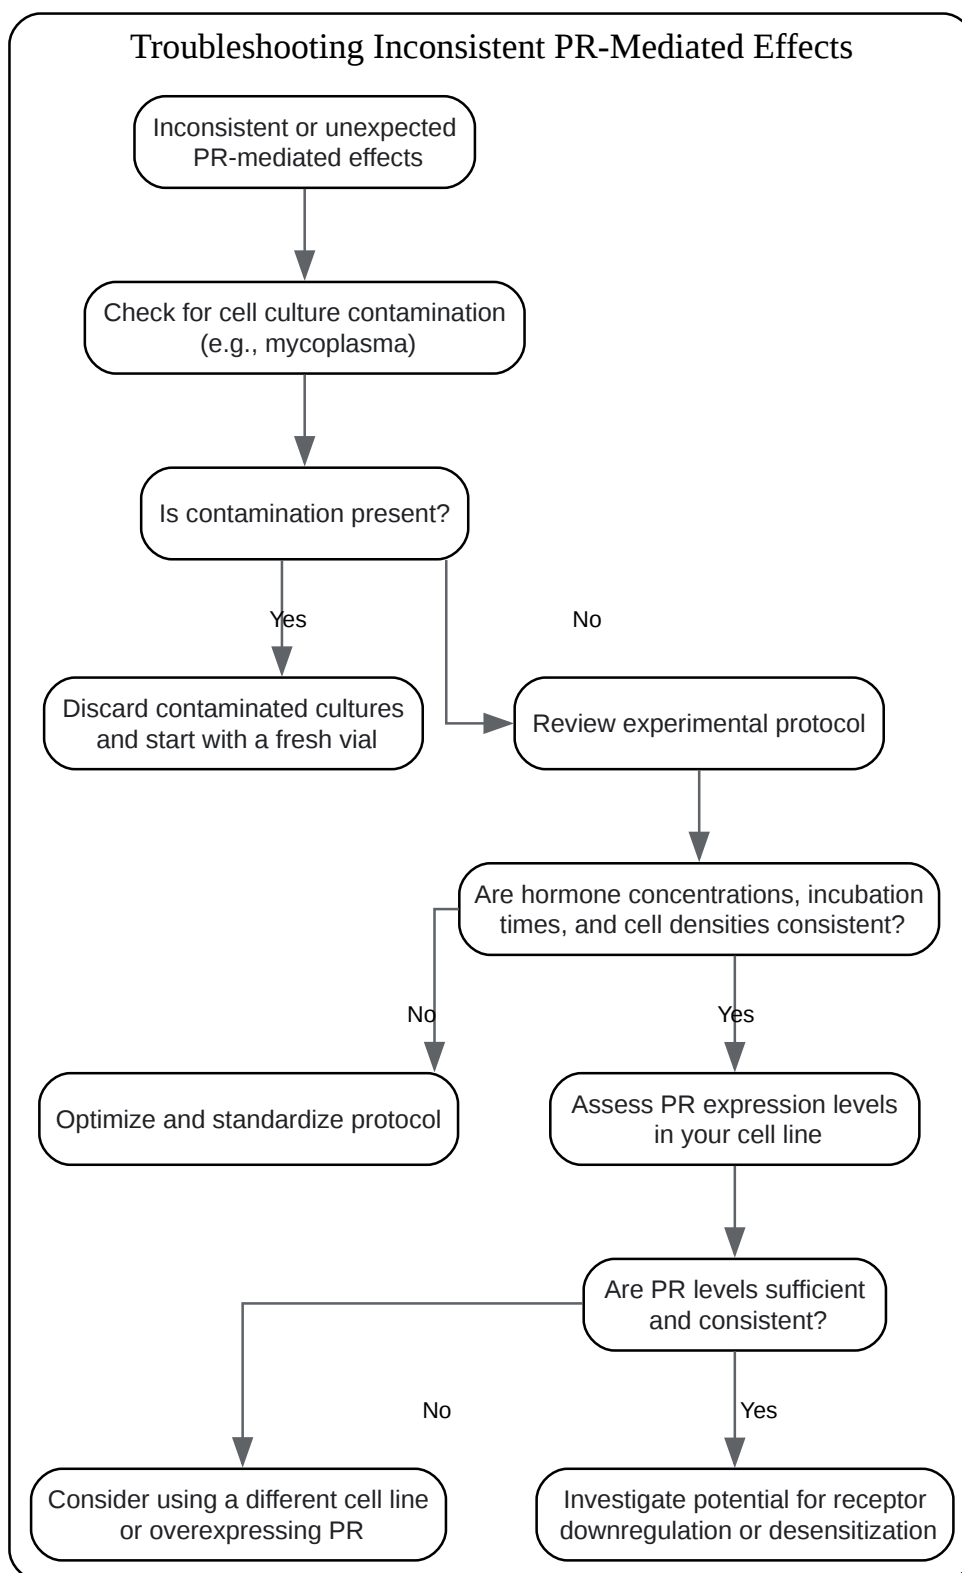 Troubleshooting Inconsistent PR-Mediated Effects
Inconsistent or unexpected
PR-mediated effects
Check for cell culture contamination
(e.g., mycoplasma)
Is contamination present?
Yes
No
Discard contaminated cultures
and start with a fresh vial
Review experimental protocol
Are hormone concentrations, incubation
times, and cell densities consistent?
No
Yes
Optimize and standardize protocol
Assess PR expression levels
in your cell line
Are PR levels sufficient
and consistent?
No
Yes
Consider using a different cell line
or overexpressing PR
Investigate potential for receptor
downregulation or desensitization